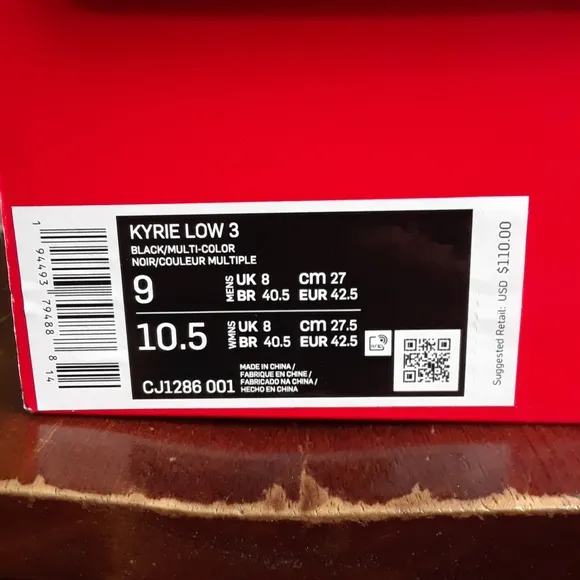 KYRIE LOW 3
BLACK/MULTI-COLOR
NOIR/COULEUR MULTIPLE
9 MENS UK 8 CM 27
BR 40.5 EUR 42.5
10.5 WMNS UK 8 CM 27.5
BR 40.5 EUR 42.5
MADE IN CHINA /
FABRIQUE EN CHINE /
FABRICADO NA CHINA /
HECHO EN CHINA
CJ1286 001
1 94493 79488 8 14
Suggested Retail: USD $110.00